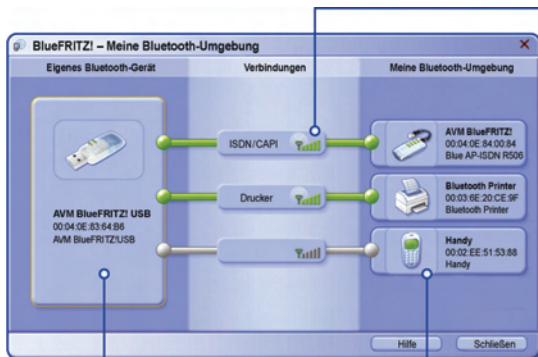 BlueFRITZ! – Meine Bluetooth-Umgebung
Eigenes Bluetooth-Gerät
Verbindungen
Meine Bluetooth-Umgebung
AVM BlueFRITZ! USB
00:04:0E:83:64:B6
AVM BlueFRITZ!USB
ISDN/CAPI
Drucker
AVM BlueFRITZ!
00:04:0E:84:00:84
Blue AP-ISDN R506
Bluetooth Printer
00:03:6E:20:CE:9F
Bluetooth Printer
Handy
00:02:EE:51:53:88
Handy
Hilfe
Schließen